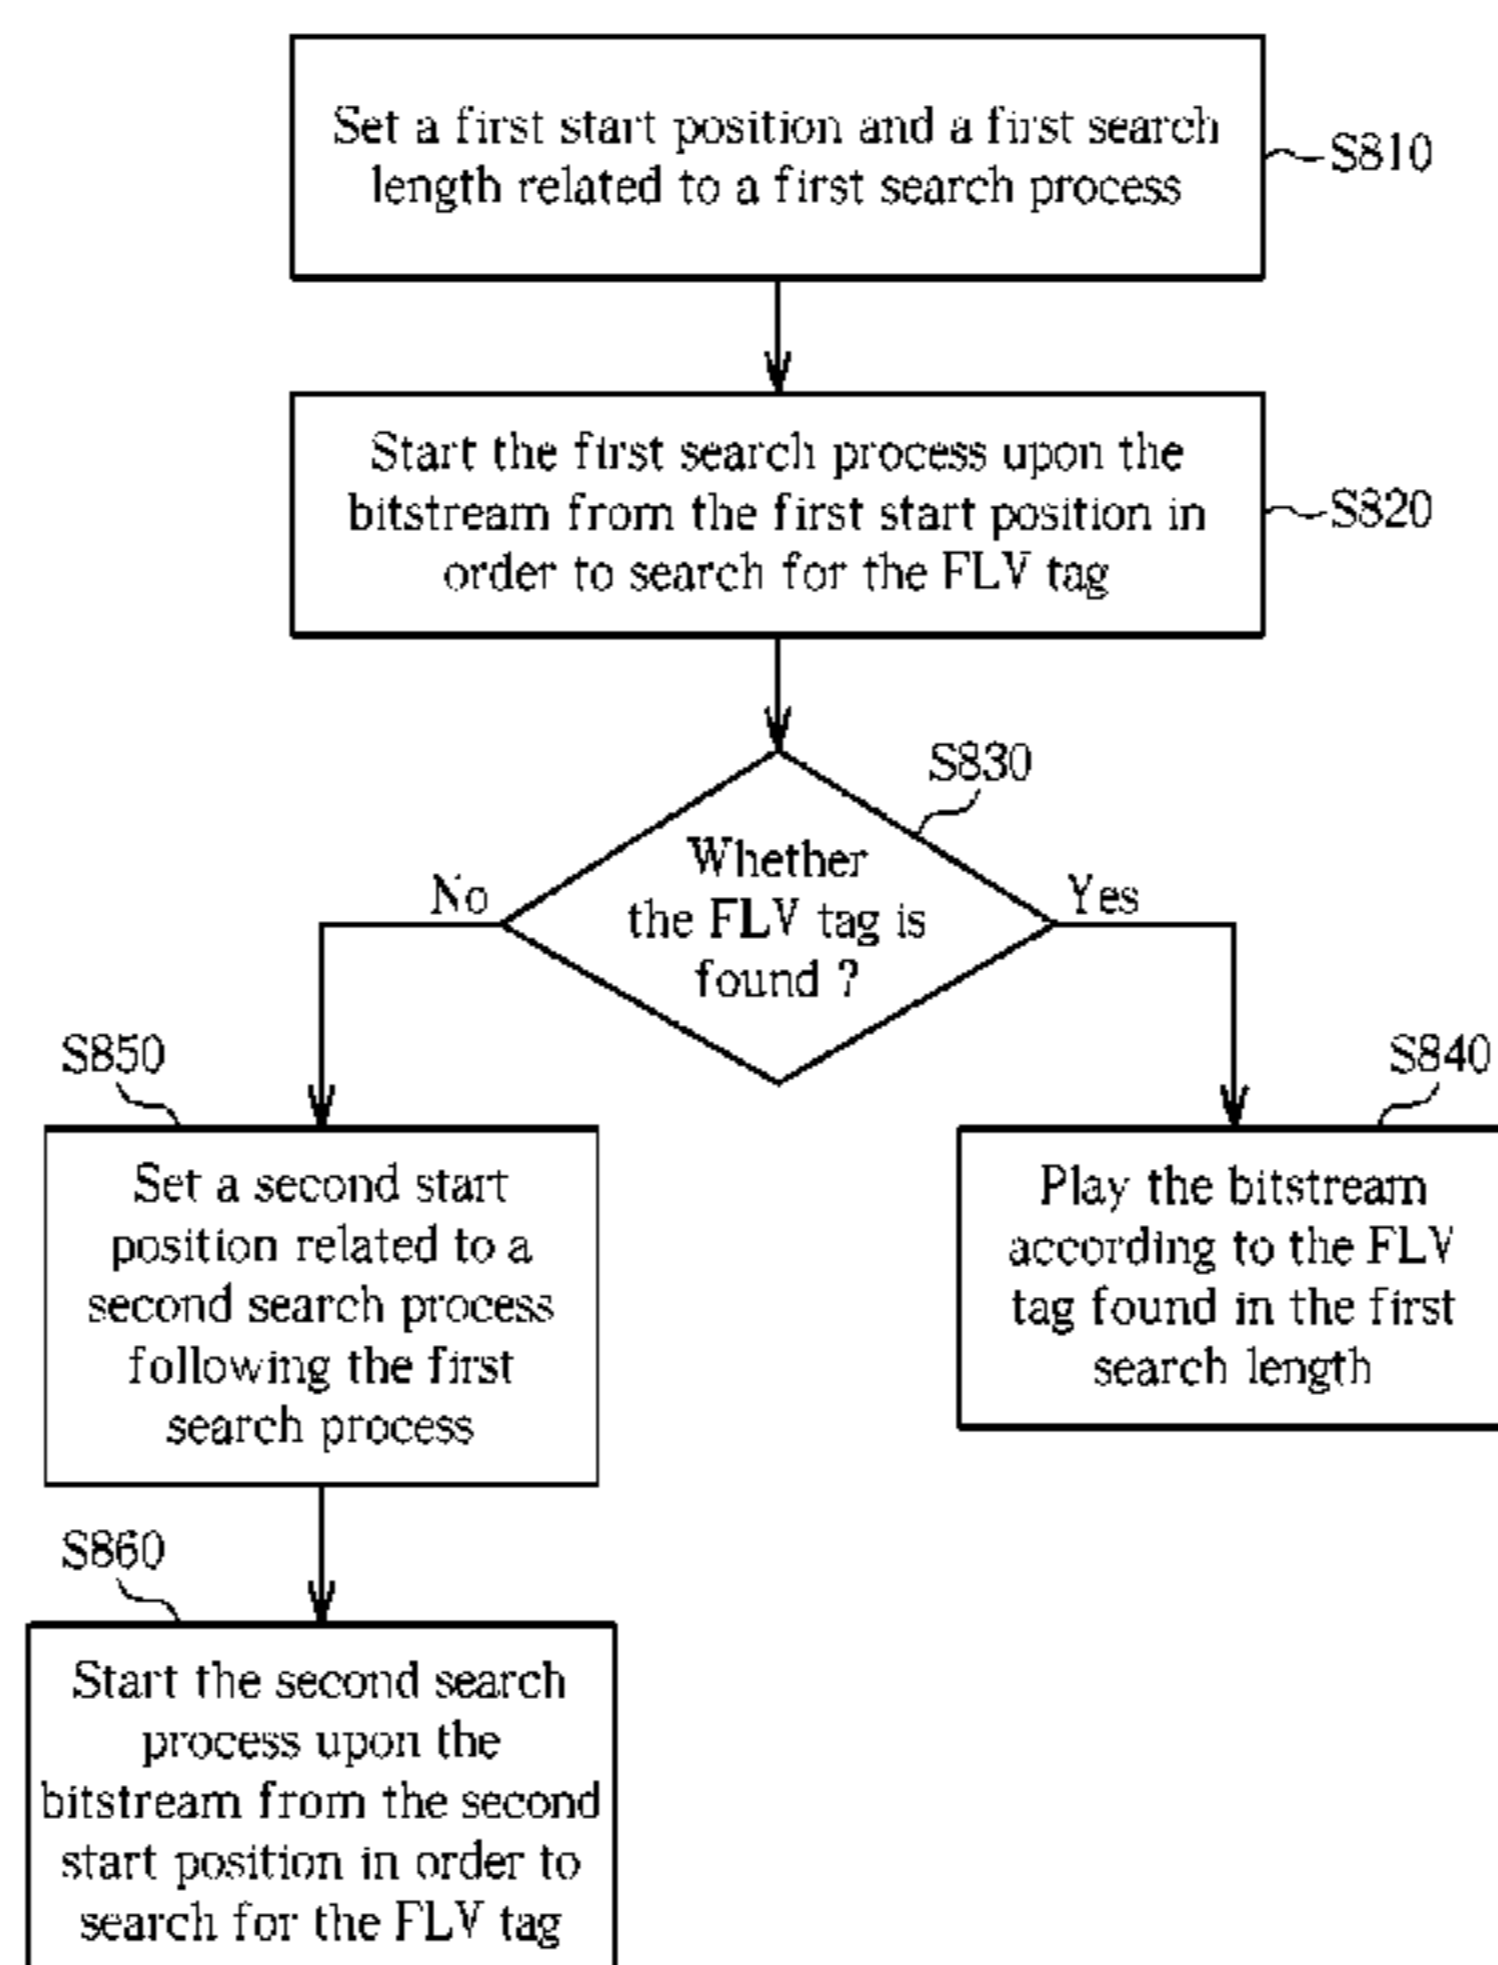 Set a first start position and a first search
length related to a first search process
S810
Start the first search process upon the
bitstream from the first start position in
order to search for the FLV tag
S820
S830
Whether
the FLV tag is
found ?
No
Yes
S850
S840
Set a second start
position related to a
second search process
following the first
search process
Play the bitstream
according to the FLV
tag found in the first
search length
S860
Start the second search
process upon the
bitstream from the second
start position in order to
search for the FLV tag